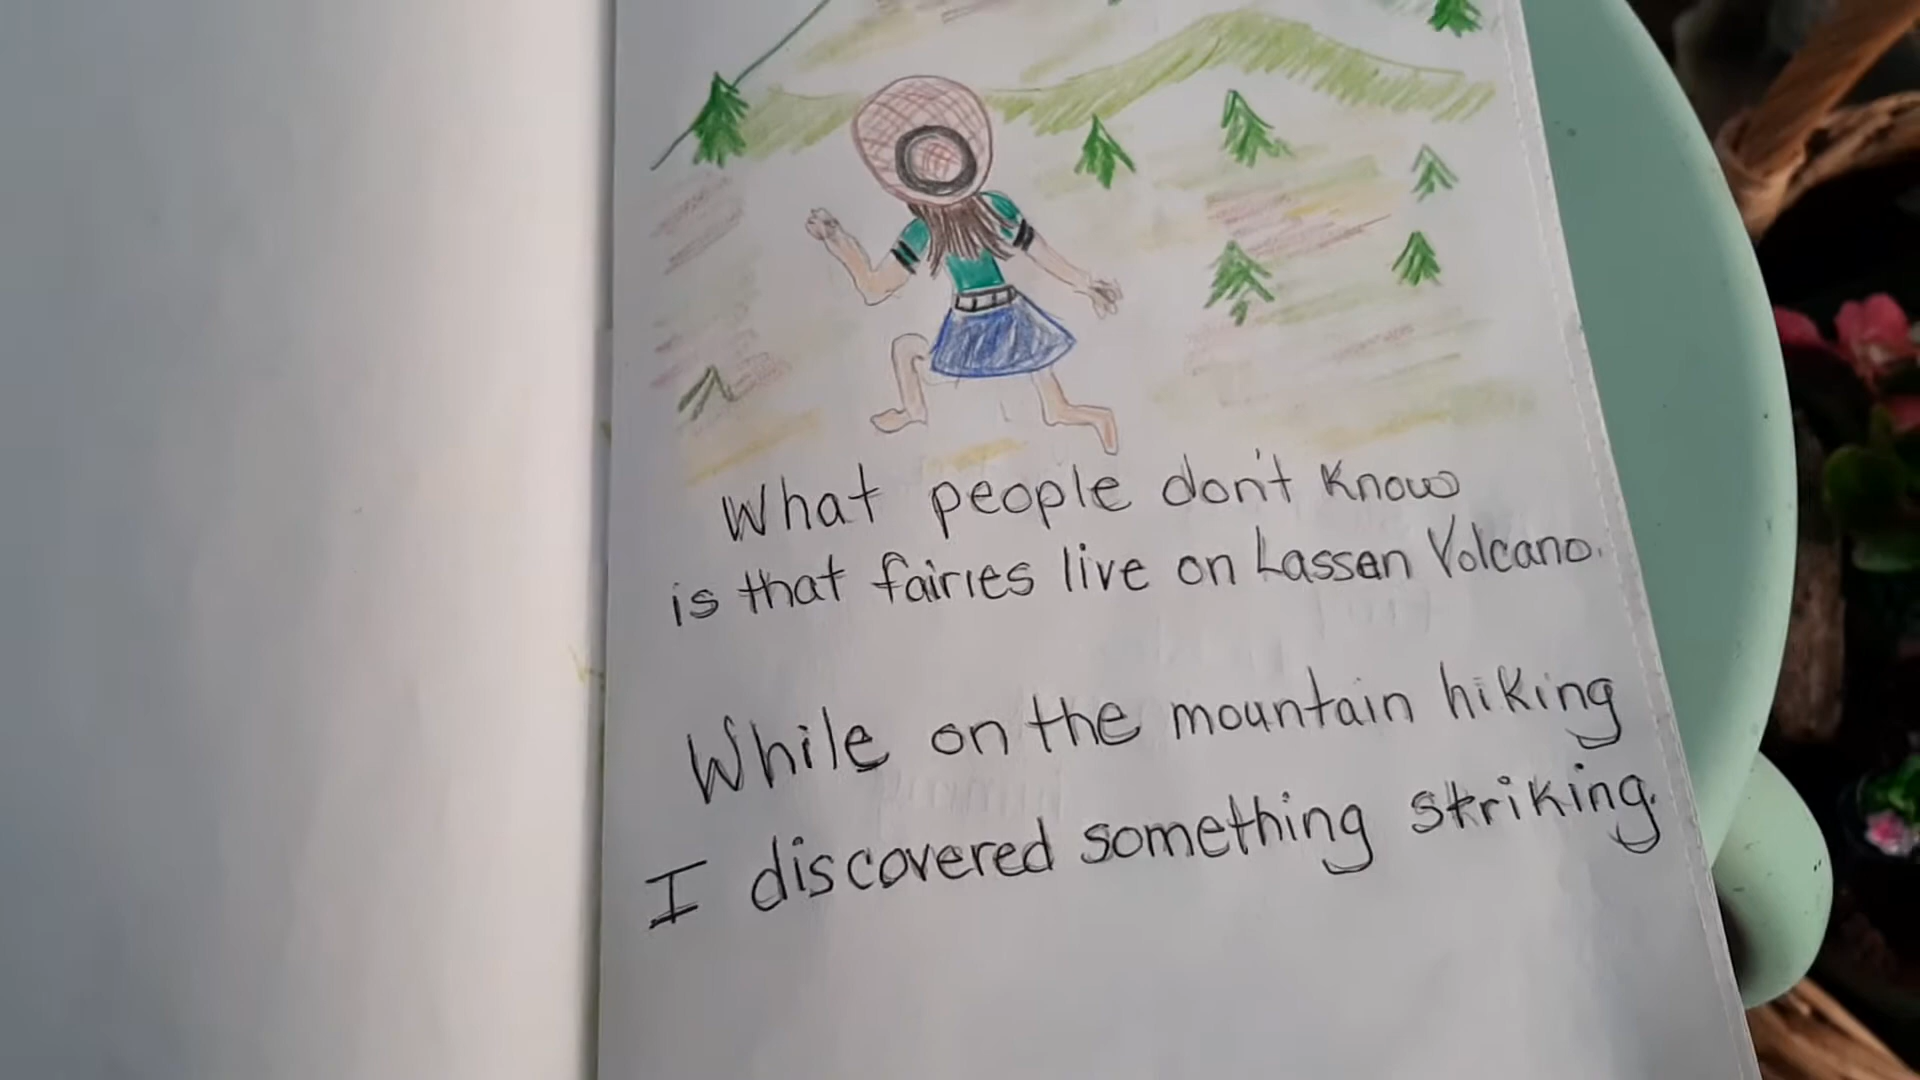 What people don't know
is that fairies live on Lassen Volcano.
While on the mountain hiking
I discovered something striking.